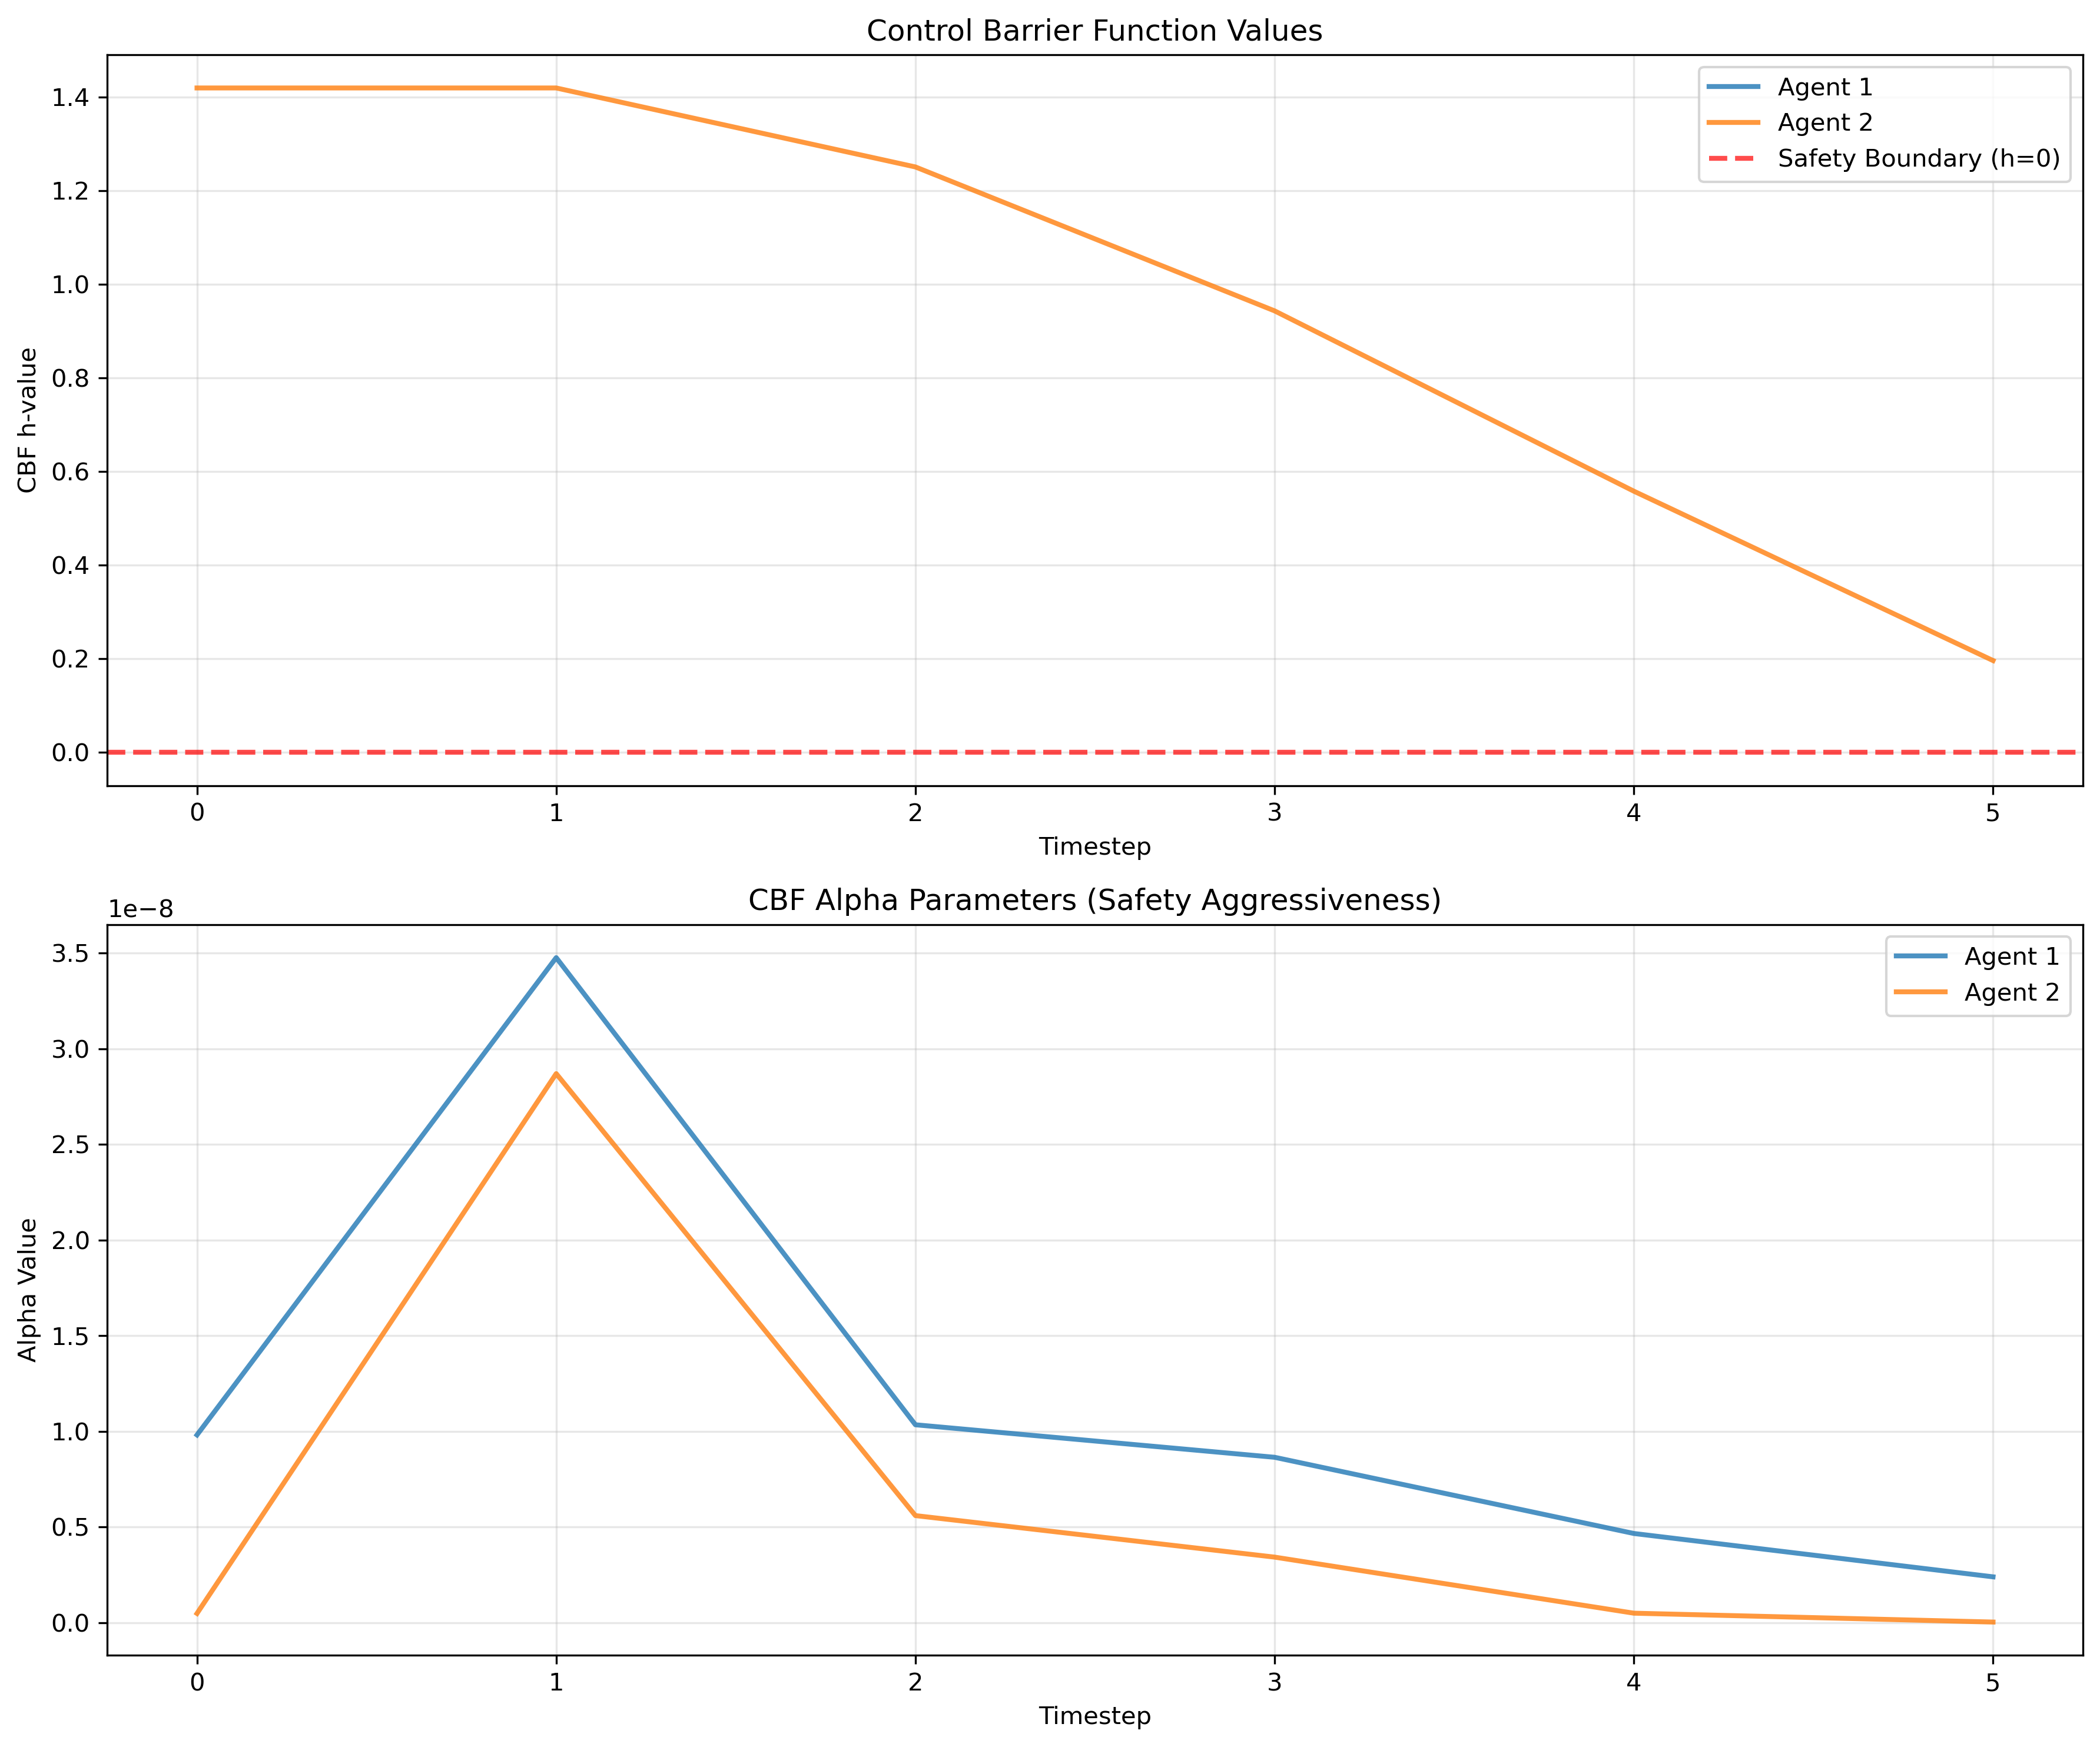 Control Barrier Function Values
Agent 1
Agent 2
Safety Boundary (h=0)
CBF h-value
1.4
1.2
1.0
0.8
0.6
0.4
0.2
0.0
0 1 2 3 4 5
Timestep
CBF Alpha Parameters (Safety Aggressiveness)
1e−8
Agent 1
Agent 2
Alpha Value
3.5
3.0
2.5
2.0
1.5
1.0
0.5
0.0
0 1 2 3 4 5
Timestep